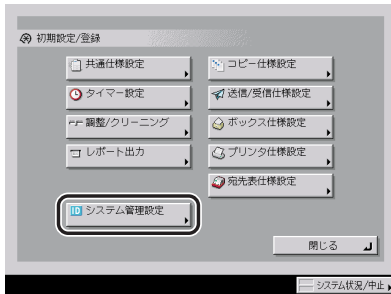 初期設定/登録
共通仕様設定
コピー仕様設定
タイマー設定
送信/受信仕様設定
調整/クリーニング
ボックス仕様設定
レポート出力
プリンタ仕様設定
宛先表仕様設定
ID システム管理設定
閉じる
システム状況/中止